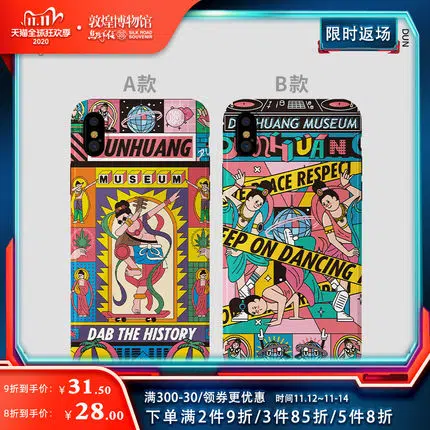 11.11
天猫全球狂欢季
2020
敦煌博物馆
SILK ROAD
SOUVENIR
限时返场
DUN
A款
B款
DUNHUANG
MUSEUM
DAB THE HISTORY
DUNHUANG MUSEUM
DUNHUANG
PEACE RESPECT
KEEP ON DANCING
9折到手价: ¥31.50
8折到手价: ¥28.00
满300-30/领券更优惠 时间11.12~11-14
下单满2件9折/3件85折/5件8折